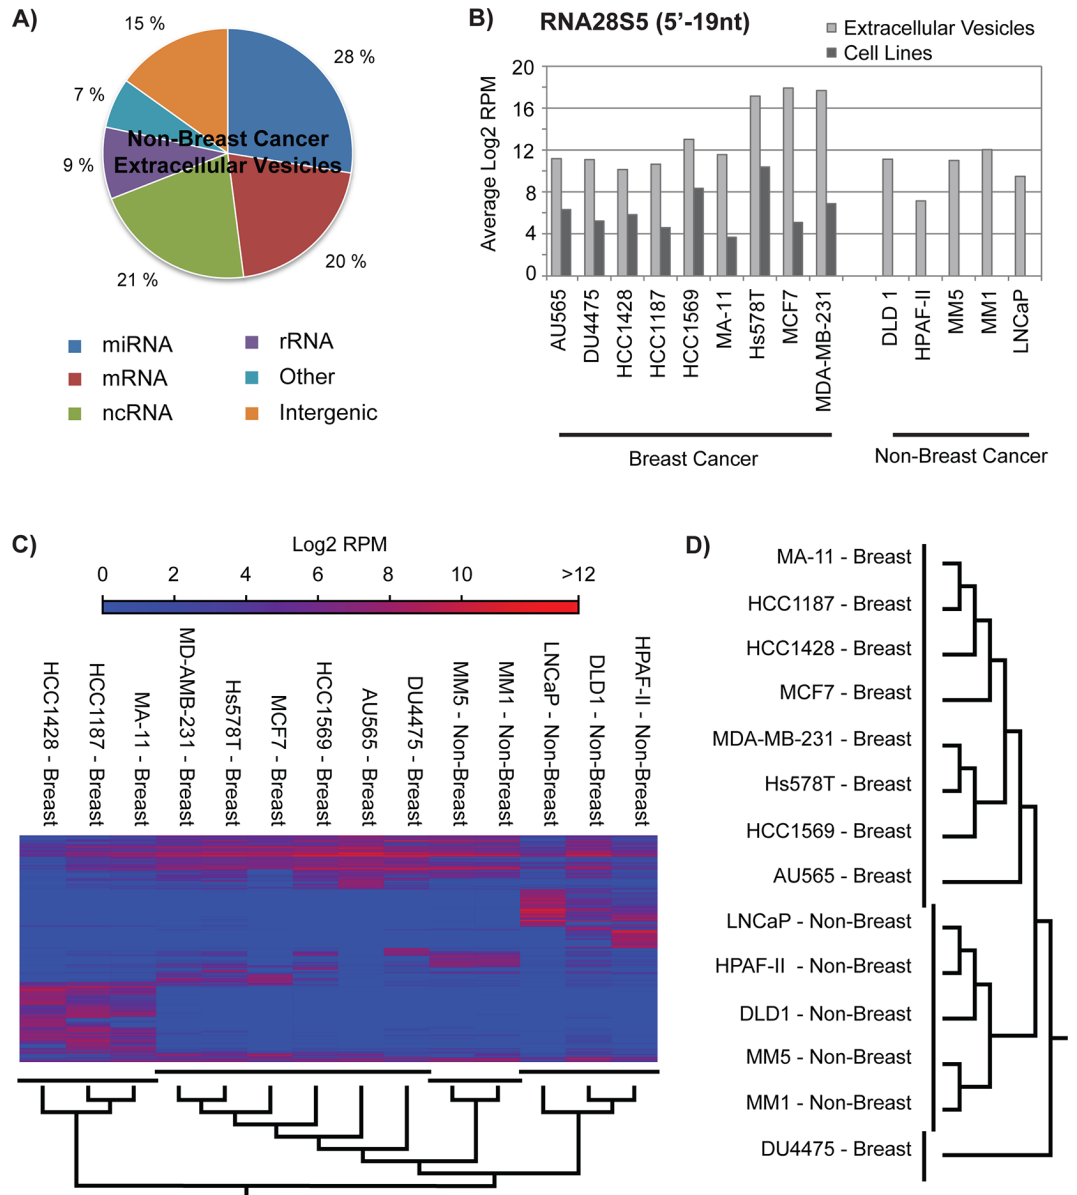 A)
15 %
28 %
7 %
9 %
21 %
20 %
Non-Breast Cancer
Extracellular Vesicles
miRNA
mRNA
ncRNA
rRNA
Other
Intergenic
B)
RNA28S5 (5’-19nt)
Extracellular Vesicles
Cell Lines
Average Log2 RPM
20
16
12
8
4
0
AU565
DU4475
HCC1428
HCC1187
HCC1569
MA-11
Hs578T
MCF7
MDA-MB-231
DLD 1
HPAF-II
MM5
MM1
LNCaP
Breast Cancer
Non-Breast Cancer
C)
Log2 RPM
0 2 4 6 8 10 >12
HCC1428 - Breast
HCC1187 - Breast
MA-11 - Breast
MD-AMB-231 - Breast
Hs578T - Breast
MCF7 - Breast
HCC1569 - Breast
AU565 - Breast
DU4475 - Breast
MM5 - Non-Breast
MM1 - Non-Breast
LNCaP - Non-Breast
DLD1 - Non-Breast
HPAF-II - Non-Breast
D)
MA-11 - Breast
HCC1187 - Breast
HCC1428 - Breast
MCF7 - Breast
MDA-MB-231 - Breast
Hs578T - Breast
HCC1569 - Breast
AU565 - Breast
LNCaP - Non-Breast
HPAF-II - Non-Breast
DLD1 - Non-Breast
MM5 - Non-Breast
MM1 - Non-Breast
DU4475 - Breast